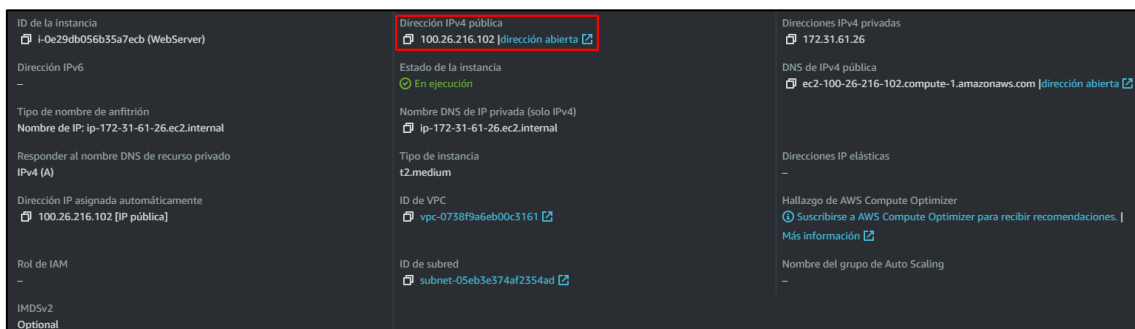 ID de la instancia
i-0e29db056b35a7ecb (WebServer)
Dirección IPv4 pública
100.26.216.102 |dirección abierta
Direcciones IPv4 privadas
172.31.61.26
Dirección IPv6
–
Estado de la instancia
En ejecución
DNS de IPv4 pública
ec2-100-26-216-102.compute-1.amazonaws.com |dirección abierta
Tipo de nombre de anfitrión
Nombre de IP: ip-172-31-61-26.ec2.internal
Nombre DNS de IP privada (solo IPv4)
ip-172-31-61-26.ec2.internal
Responder al nombre DNS de recurso privado
IPv4 (A)
Tipo de instancia
t2.medium
Direcciones IP elásticas
–
Dirección IP asignada automáticamente
100.26.216.102 [IP pública]
ID de VPC
vpc-0738f9a6eb00c3161
Hallazgo de AWS Compute Optimizer
Suscribirse a AWS Compute Optimizer para recibir recomendaciones. |
Más información
Rol de IAM
–
ID de subred
subnet-05eb3e374af2354ad
Nombre del grupo de Auto Scaling
–
IMDSv2
Optional